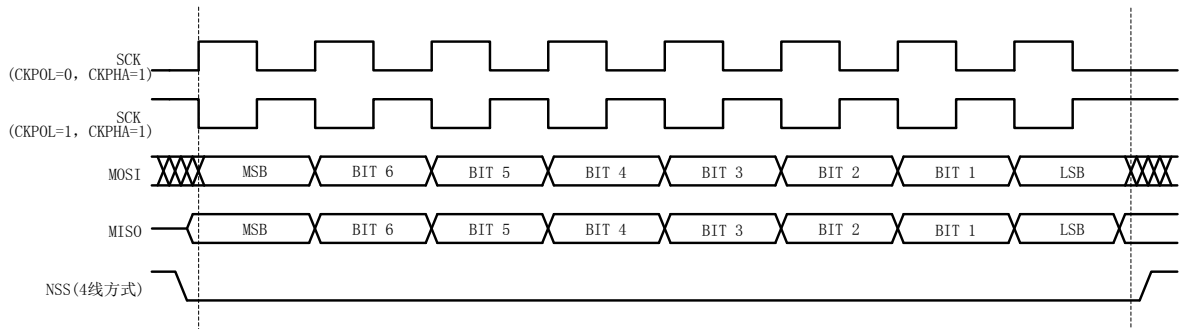 SCK
(CKPOL=0，CKPHA=1)
SCK
(CKPOL=1，CKPHA=1)
MOSI
MSB
BIT 6
BIT 5
BIT 4
BIT 3
BIT 2
BIT 1
LSB
MISO
MSB
BIT 6
BIT 5
BIT 4
BIT 3
BIT 2
BIT 1
LSB
NSS(4线方式)